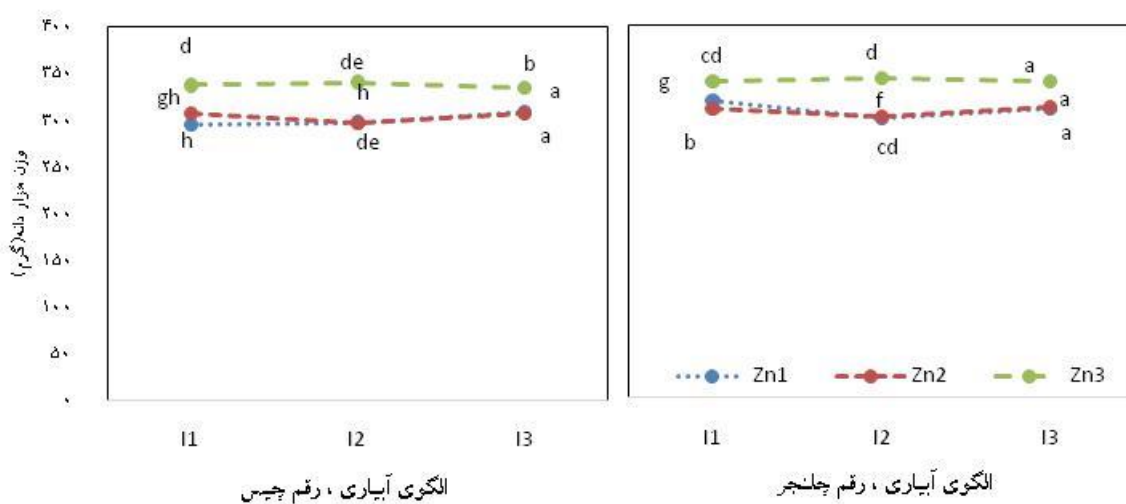 وزن هزار دانه(گرم)
۴۰۰
۳۵۰
۳۰۰
۲۵۰
۲۰۰
۱۵۰
۱۰۰
۵۰
۰
d de b
gh h a
h de a
I1 I2 I3
الگوی آبیاری ، رقم چیس
cd d a
g f a
b cd a
Zn1 Zn2 Zn3
I1 I2 I3
الگوی آبیاری ، رقم چلنجر